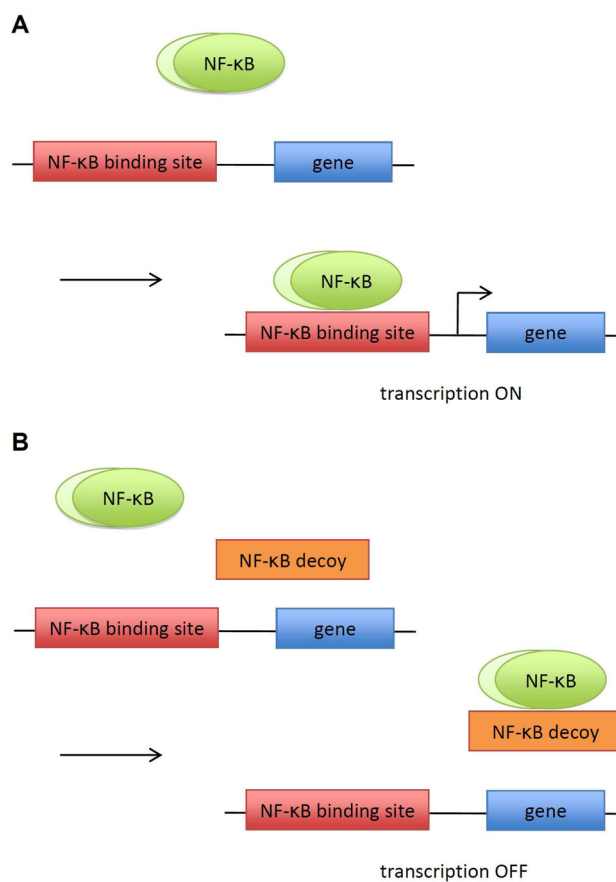 A
NF-κB
NF-κB binding site
gene
NF-κB
NF-κB binding site
gene
transcription ON
B
NF-κB
NF-κB decoy
NF-κB binding site
gene
NF-κB
NF-κB decoy
NF-κB binding site
gene
transcription OFF